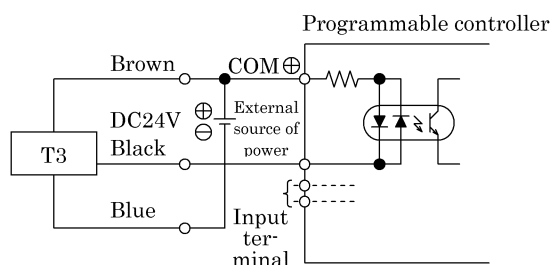 Programmable controller
Brown
COM⊕
DC24V
⊕
⊖
External
source of
power
T3
Black
Blue
Input
ter-
minal